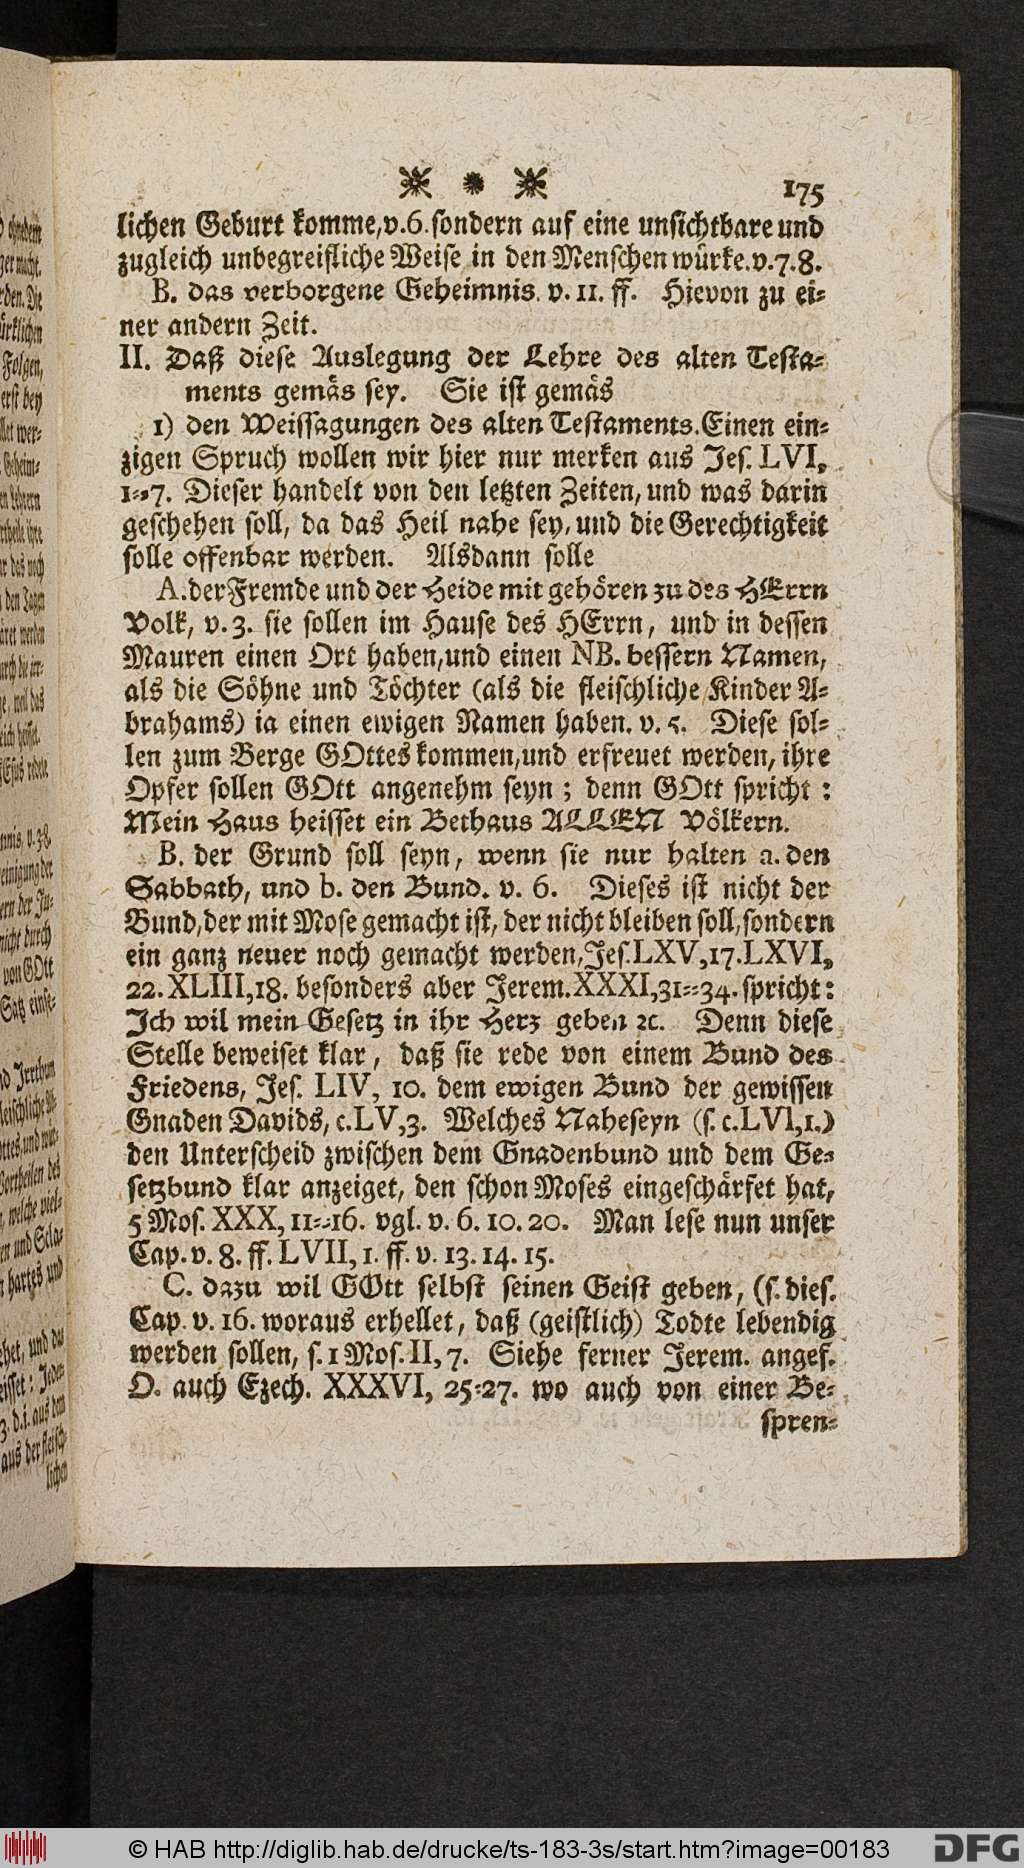 175
lichen Geburt komme, v. 6. sondern auf eine unsichtbare und
zugleich unbegreifliche Weise in den Menschen würke. v. 7. 8.
B. das verborgene Geheimnis. v. 11. ff. Hievon zu ei-
ner andern Zeit.
II. Daß diese Auslegung der Lehre des alten Testa-
ments gemäs sey. Sie ist gemäs
1) den Weissagungen des alten Testaments. Einen ein-
zigen Spruch wollen wir hier nur merken aus Jes. LVI,
1=7. Dieser handelt von den letzten Zeiten, und was darin
geschehen soll, da das Heil nahe sey, und die Gerechtigkeit
solle offenbar werden. Alsdann solle
A. der Fremde und der Heide mit gehören zu des HErrn
Volk, v. 3. sie sollen im Hause des HErrn, und in dessen
Mauren einen Ort haben, und einen NB. bessern Namen,
als die Söhne und Töchter (als die fleischliche Kinder A-
brahams) ia einen ewigen Namen haben. v. 5. Diese sol-
len zum Berge GOttes kommen, und erfreuet werden, ihre
Opfer sollen GOtt angenehm seyn; denn GOtt spricht:
Mein Haus heisset ein Bethaus ALLEN Völkern.
B. der Grund soll seyn, wenn sie nur halten a. den
Sabbath, und b. den Bund. v. 6. Dieses ist nicht der
Bund, der mit Mose gemacht ist, der nicht bleiben soll, sondern
ein ganz neuer noch gemacht werden, Jes. LXV, 17. LXVI,
22. XLIII, 18. besonders aber Jerem. XXXI, 31=34. spricht:
Ich wil mein Gesetz in ihr Herz geben ꝛc. Denn diese
Stelle beweiset klar, daß sie rede von einem Bund des
Friedens, Jes. LIV, 10. dem ewigen Bund der gewissen
Gnaden Davids, c. LV, 3. Welches Naheseyn (s. c. LVI, 1.)
den Unterscheid zwischen dem Gnadenbund und dem Ge-
setzbund klar anzeiget, den schon Moses eingeschärfet hat,
5 Mos. XXX, 11=16. vgl. v. 6. 10. 20. Man lese nun unser
Cap. v. 8. ff. LVII, 1. ff. v. 13. 14. 15.
C. dazu wil GOtt selbst seinen Geist geben, (s. dies.
Cap. v. 16. woraus erhellet, daß (geistlich) Todte lebendig
werden sollen, s. 1 Mos. II, 7. Siehe ferner Jerem. angef.
O. auch Ezech. XXXVI, 25=27. wo auch von einer Be-
spren-
© HAB http://diglib.hab.de/drucke/ts-183-3s/start.htm?image=00183
DFG